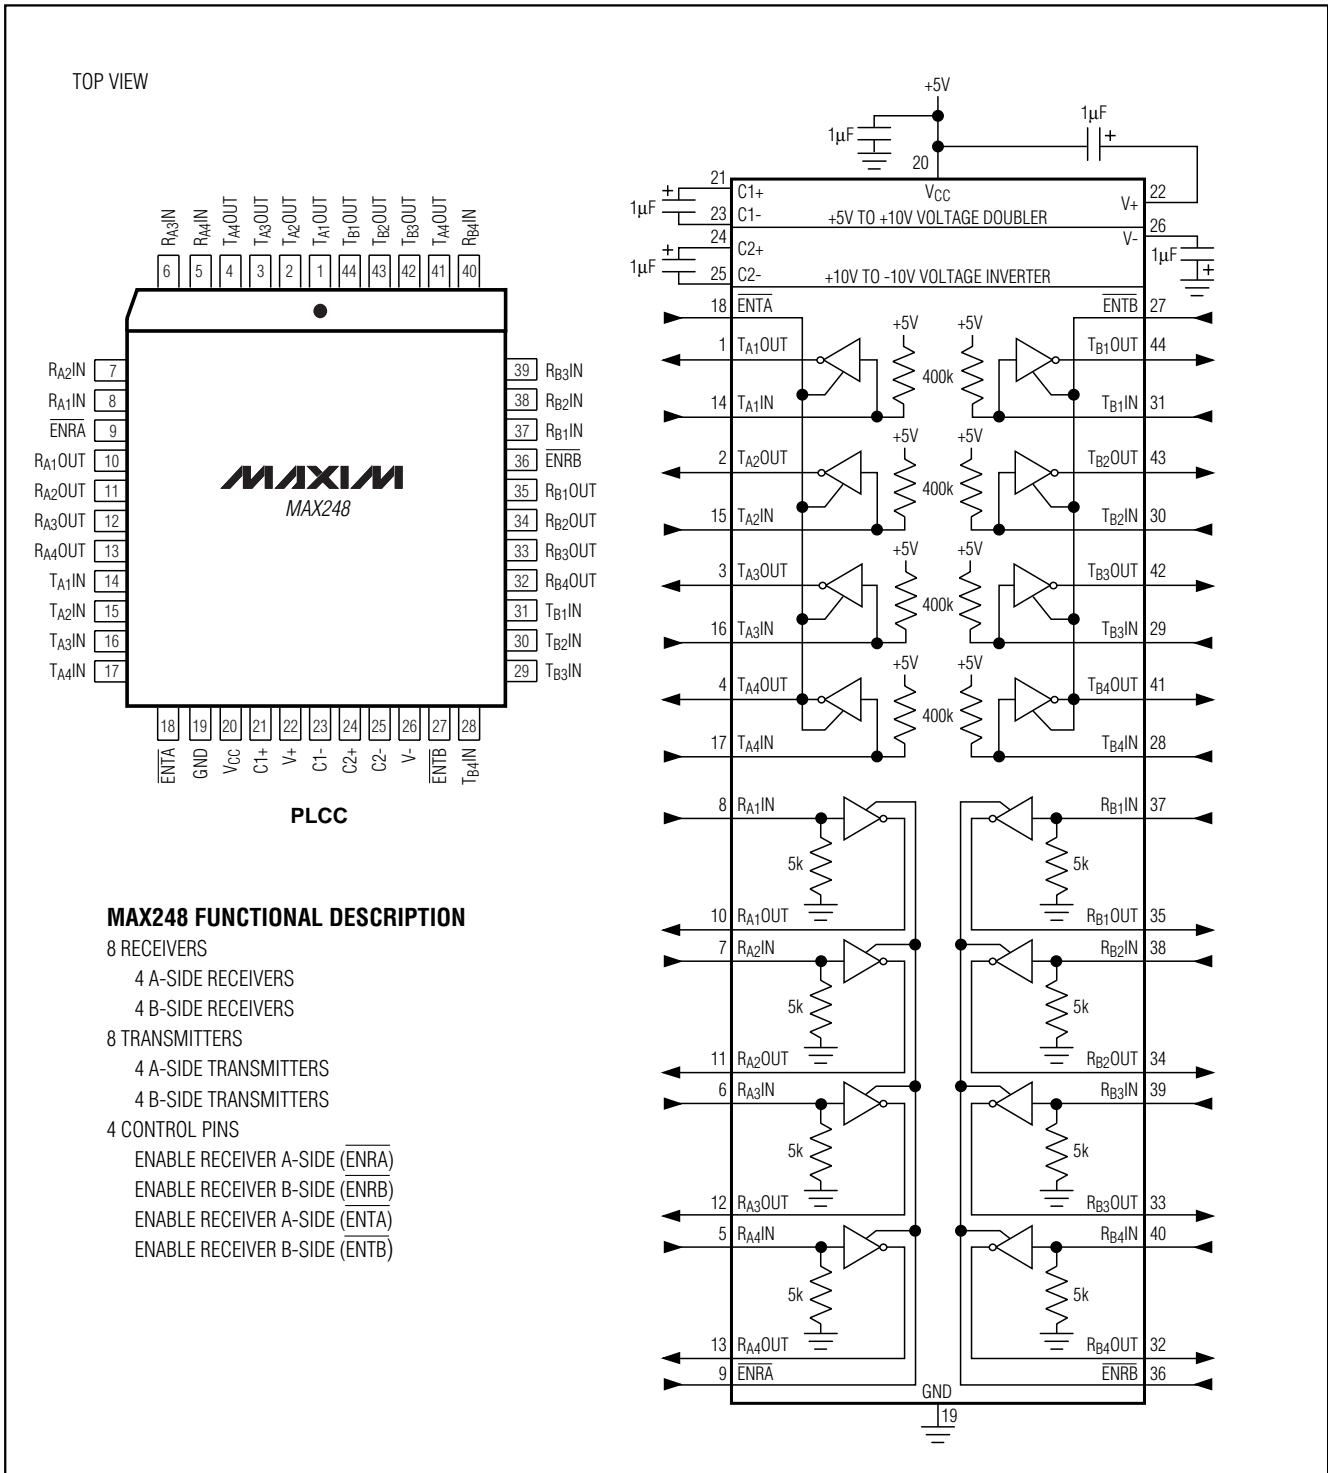 TOP VIEW
RA3IN
RA4IN
TA4OUT
TA3OUT
TA2OUT
TA1OUT
TB1OUT
TB2OUT
TB3OUT
TA4OUT
RB4IN
6 5 4 3 2 1 44 43 42 41 40
RA2IN 7
RA1IN 8
E̅N̅R̅A̅ 9
RA1OUT 10
RA2OUT 11
RA3OUT 12
RA4OUT 13
TA1IN 14
TA2IN 15
TA3IN 16
TA4IN 17
MAXIM
MAX248
39 RB3IN
38 RB2IN
37 RB1IN
36 E̅N̅R̅B̅
35 RB1OUT
34 RB2OUT
33 RB3OUT
32 RB4OUT
31 TB1IN
30 TB2IN
29 TB3IN
18 19 20 21 22 23 24 25 26 27 28
E̅N̅T̅A̅
GND
VCC
C1+
V+
C1-
C2+
C2-
V-
E̅N̅T̅B̅
TB4IN
PLCC
MAX248 FUNCTIONAL DESCRIPTION
8 RECEIVERS
4 A-SIDE RECEIVERS
4 B-SIDE RECEIVERS
8 TRANSMITTERS
4 A-SIDE TRANSMITTERS
4 B-SIDE TRANSMITTERS
4 CONTROL PINS
ENABLE RECEIVER A-SIDE (E̅N̅R̅A̅)
ENABLE RECEIVER B-SIDE (E̅N̅R̅B̅)
ENABLE RECEIVER A-SIDE (E̅N̅T̅A̅)
ENABLE RECEIVER B-SIDE (E̅N̅T̅B̅)
+5V
1µF
1µF +
20
21 C1+ VCC V+ 22
+ 1µF
23 C1- +5V TO +10V VOLTAGE DOUBLER
24 C2+ V- 26
+ 1µF
1µF +
25 C2- +10V TO -10V VOLTAGE INVERTER
18 E̅N̅T̅A̅ E̅N̅T̅B̅ 27
+5V +5V
1 TA1OUT TB1OUT 44
400k
14 TA1IN TB1IN 31
+5V +5V
2 TA2OUT TB2OUT 43
400k
15 TA2IN TB2IN 30
+5V +5V
3 TA3OUT TB3OUT 42
400k
16 TA3IN TB3IN 29
+5V +5V
4 TA4OUT TB4OUT 41
400k
17 TA4IN TB4IN 28
8 RA1IN RB1IN 37
5k 5k
10 RA1OUT RB1OUT 35
7 RA2IN RB2IN 38
5k 5k
11 RA2OUT RB2OUT 34
6 RA3IN RB3IN 39
5k 5k
12 RA3OUT RB3OUT 33
5 RA4IN RB4IN 40
5k 5k
13 RA4OUT RB4OUT 32
9 E̅N̅R̅A̅ E̅N̅R̅B̅ 36
GND
19